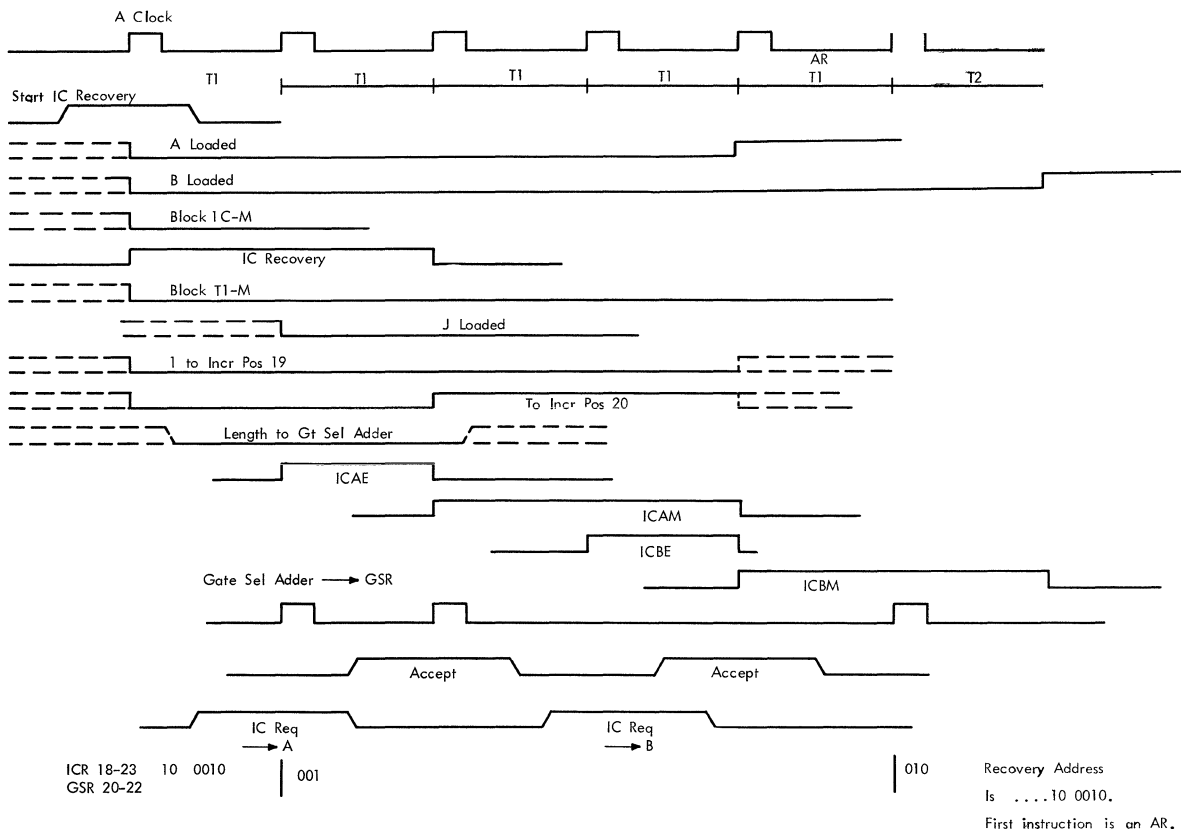 A Clock
AR
T1 T1 T1 T1 T1 T2
Start IC Recovery
A Loaded
B Loaded
Block 1C-M
IC Recovery
Block T1-M
J Loaded
1 to Incr Pos 19
To Incr Pos 20
Length to Gt Sel Adder
ICAE
ICAM
ICBE
Gate Sel Adder → GSR
ICBM
Accept Accept
IC Req IC Req
→ A → B
ICR 18-23 10 0010
GSR 20-22
001
010
Recovery Address
Is ....10 0010.
First instruction is an AR.